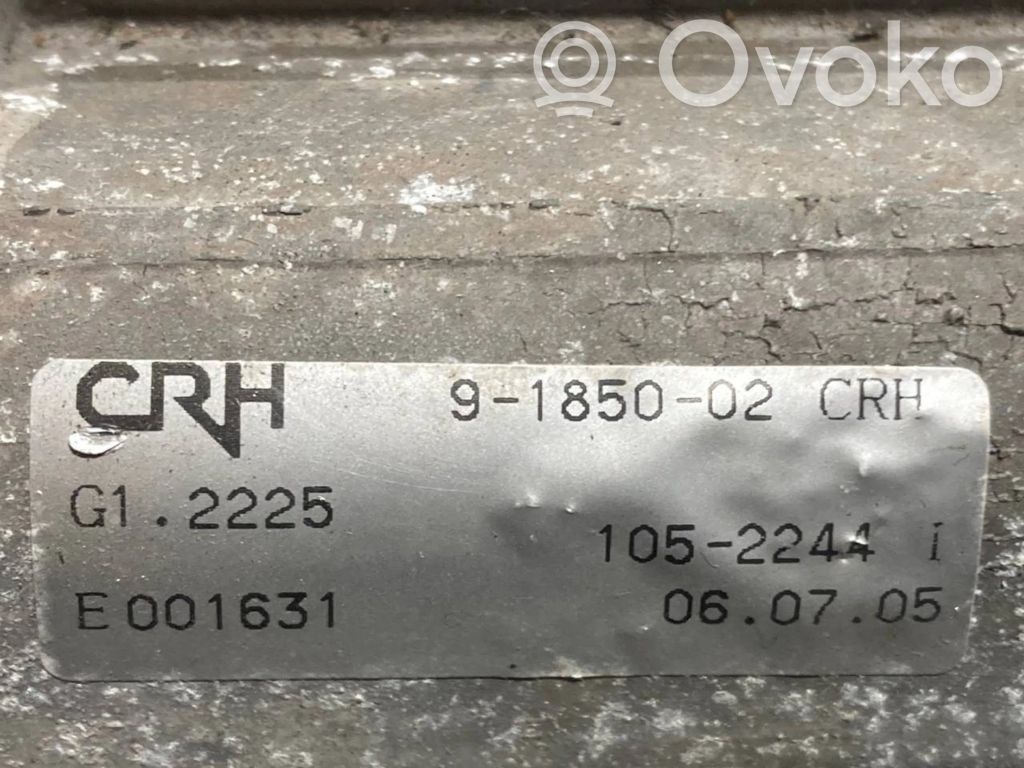 Ovoko
CRH 9-1850-02 CRH
G1.2225
105-2244 i
E001631 06.07.05